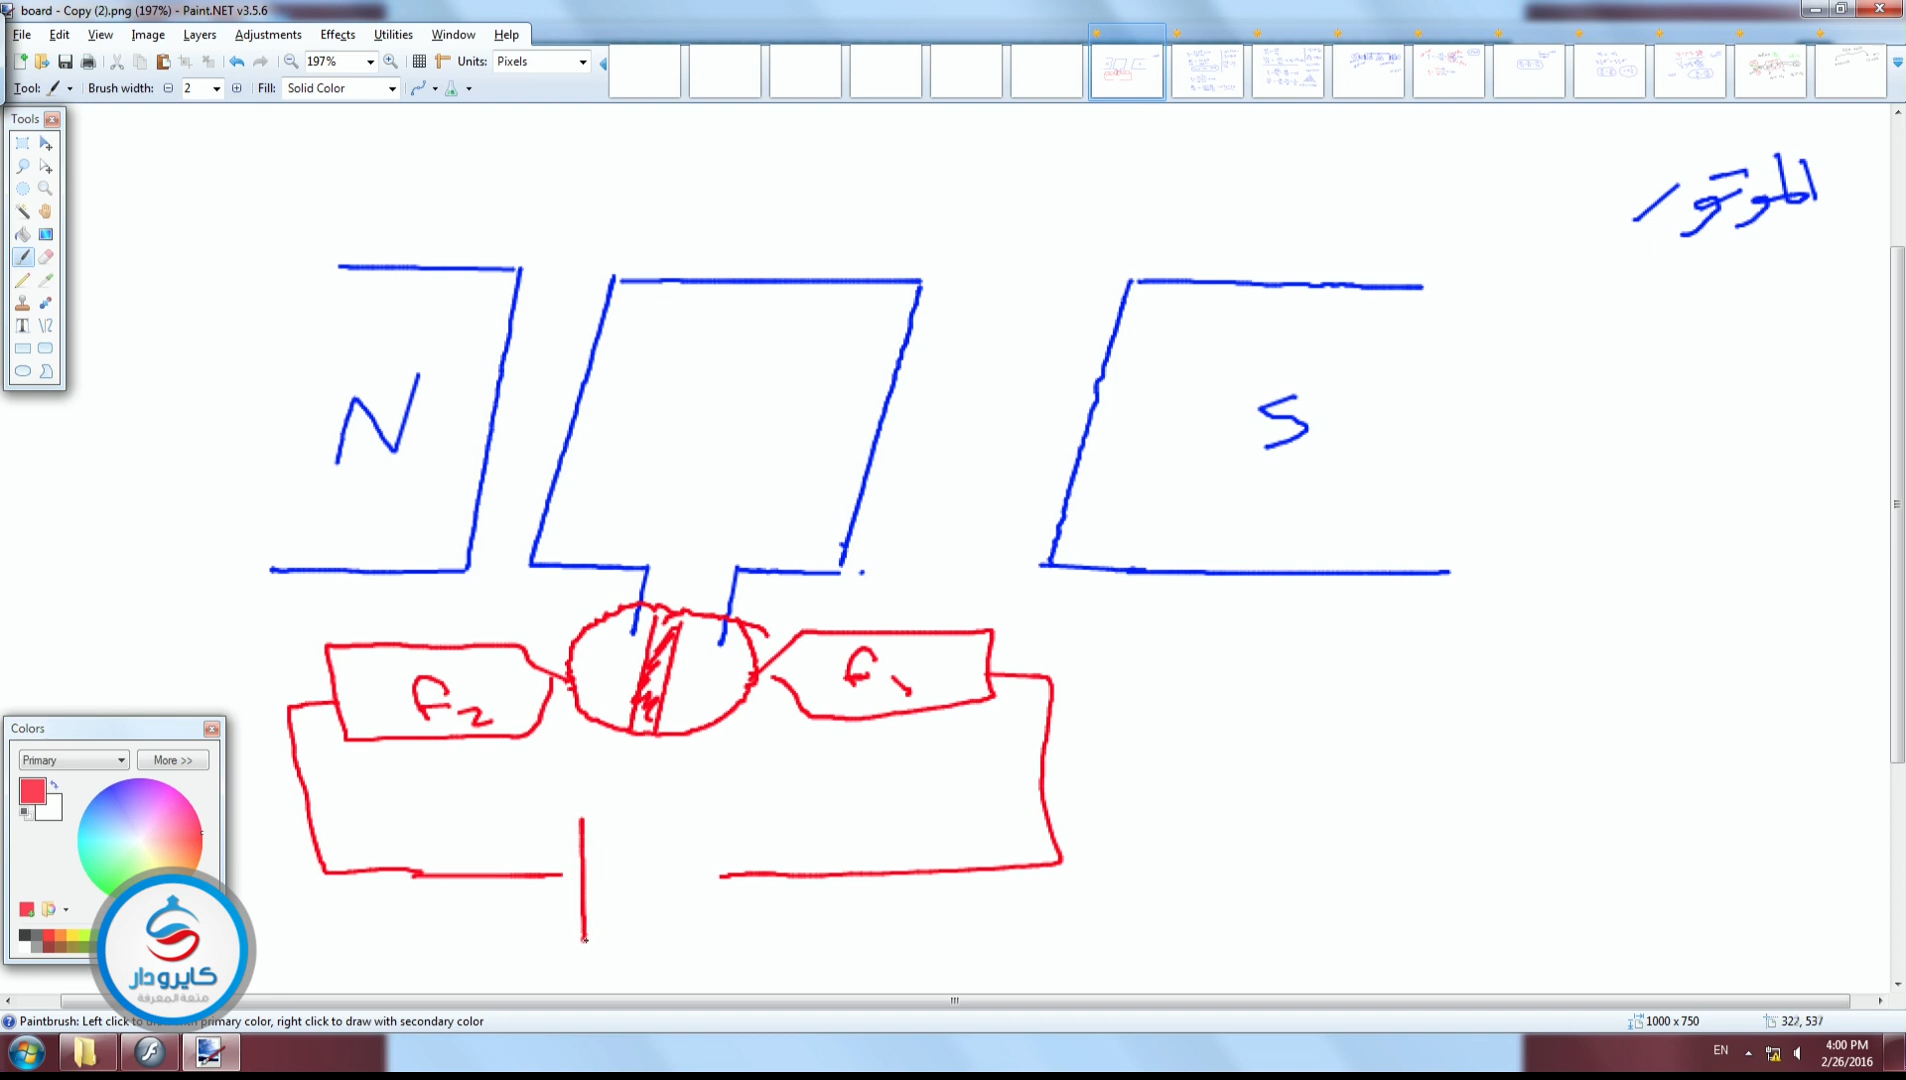 board - Copy (2).png (197%) - Paint.NET v3.5.6
File Edit View Image Layers Adjustments Effects Utilities Window Help
197% Units: Pixels
Tool: Brush width: 2 Fill: Solid Color
Tools
N
S
F2
F1
Colors
Primary More >>
كايرودار
متعة المعرفة
Paintbrush: Left click to draw with primary color, right click to draw with secondary color
1000 x 750
322, 537
EN
4:00 PM
2/26/2016